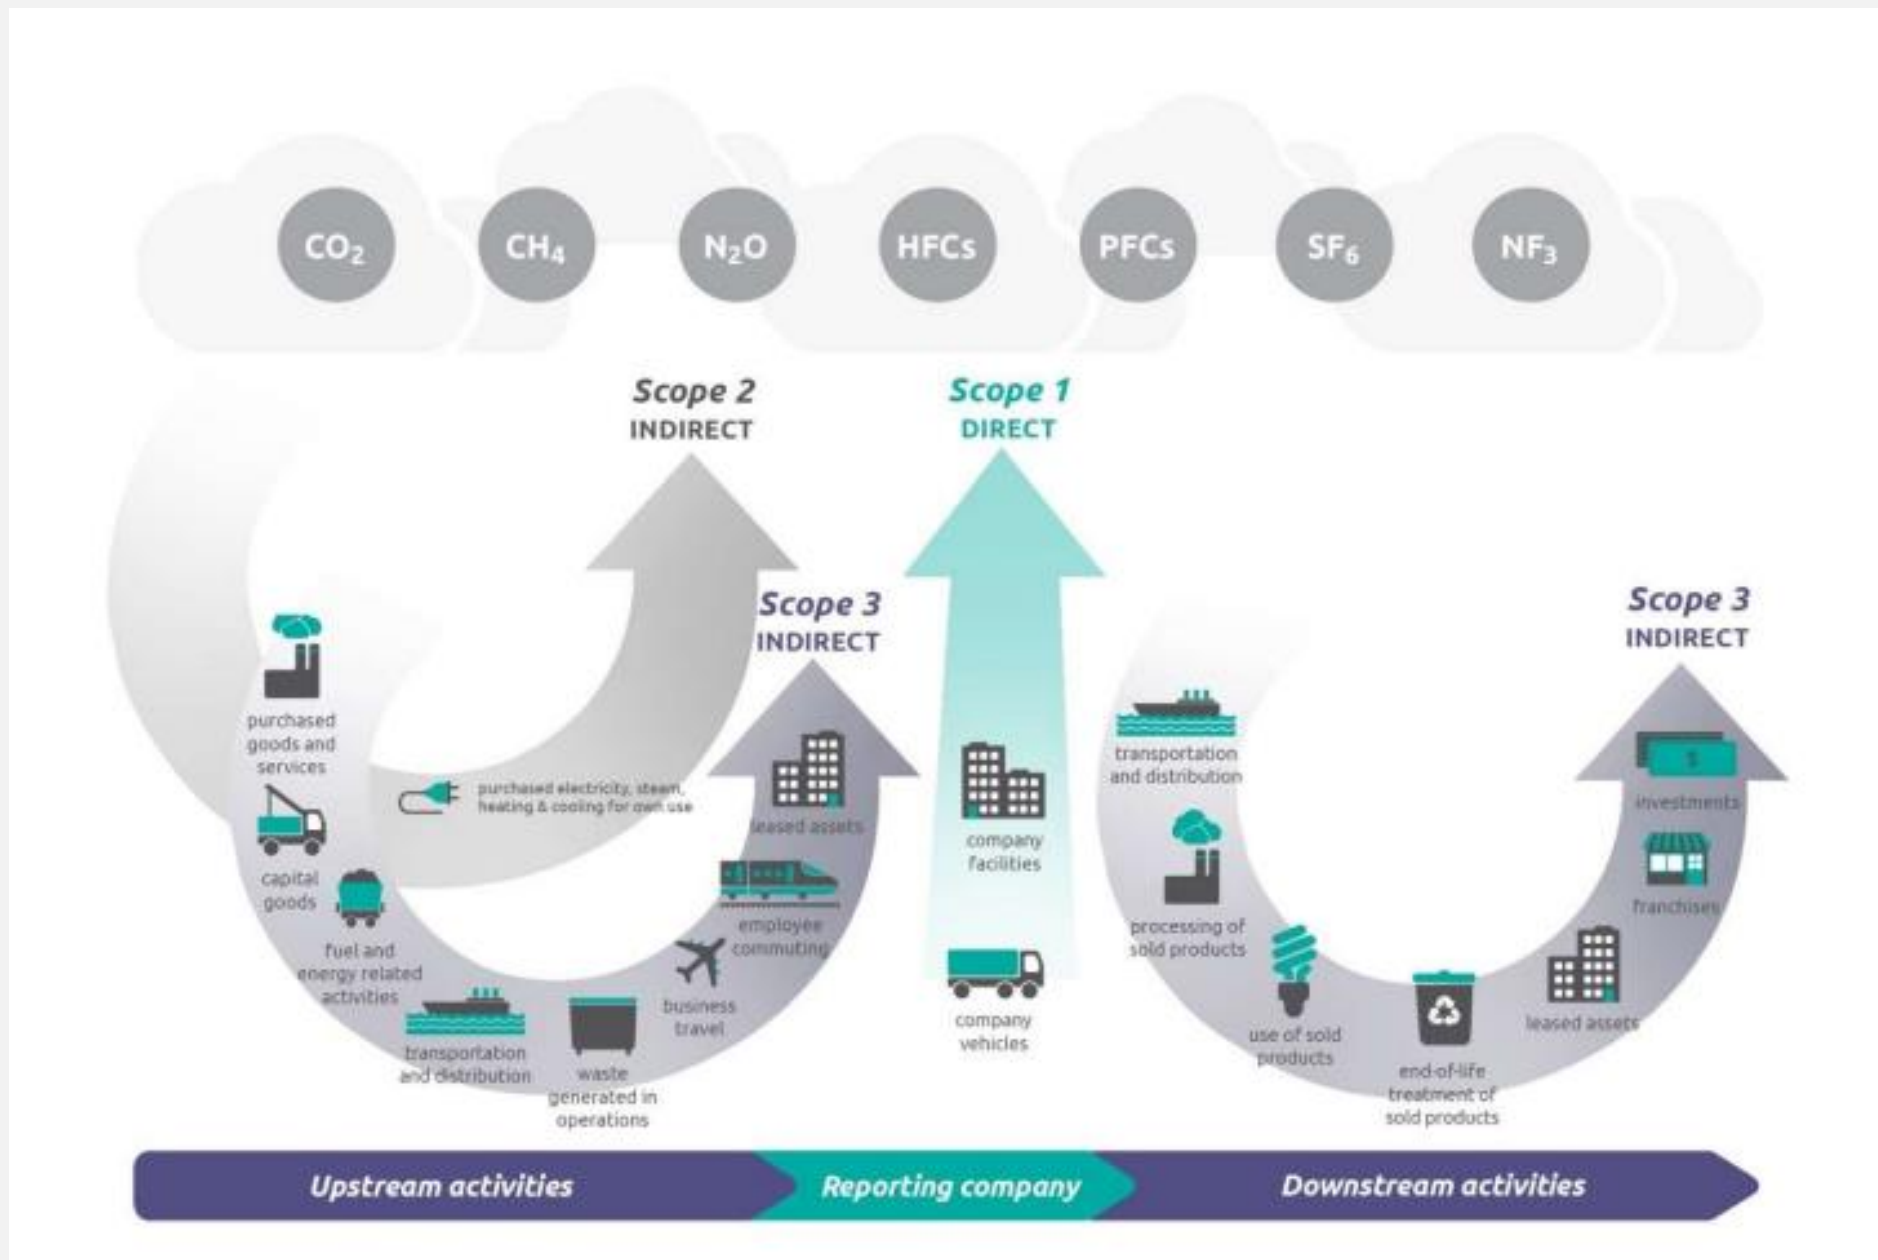 CO₂
CH₄
N₂O
HFCs
PFCs
SF₆
NF₃
Scope 2
INDIRECT
Scope 1
DIRECT
Scope 3
INDIRECT
Scope 3
INDIRECT
purchased
goods and
services
capital
goods
fuel and
energy related
activities
purchased electricity, steam,
heating & cooling for own use
transportation
and distribution
waste
generated in
operations
business
travel
employee
commuting
leased assets
company
facilities
company
vehicles
transportation
and distribution
processing of
sold products
use of sold
products
end-of-life
treatment of
sold products
leased assets
franchises
investments
$
Upstream activities
Reporting company
Downstream activities